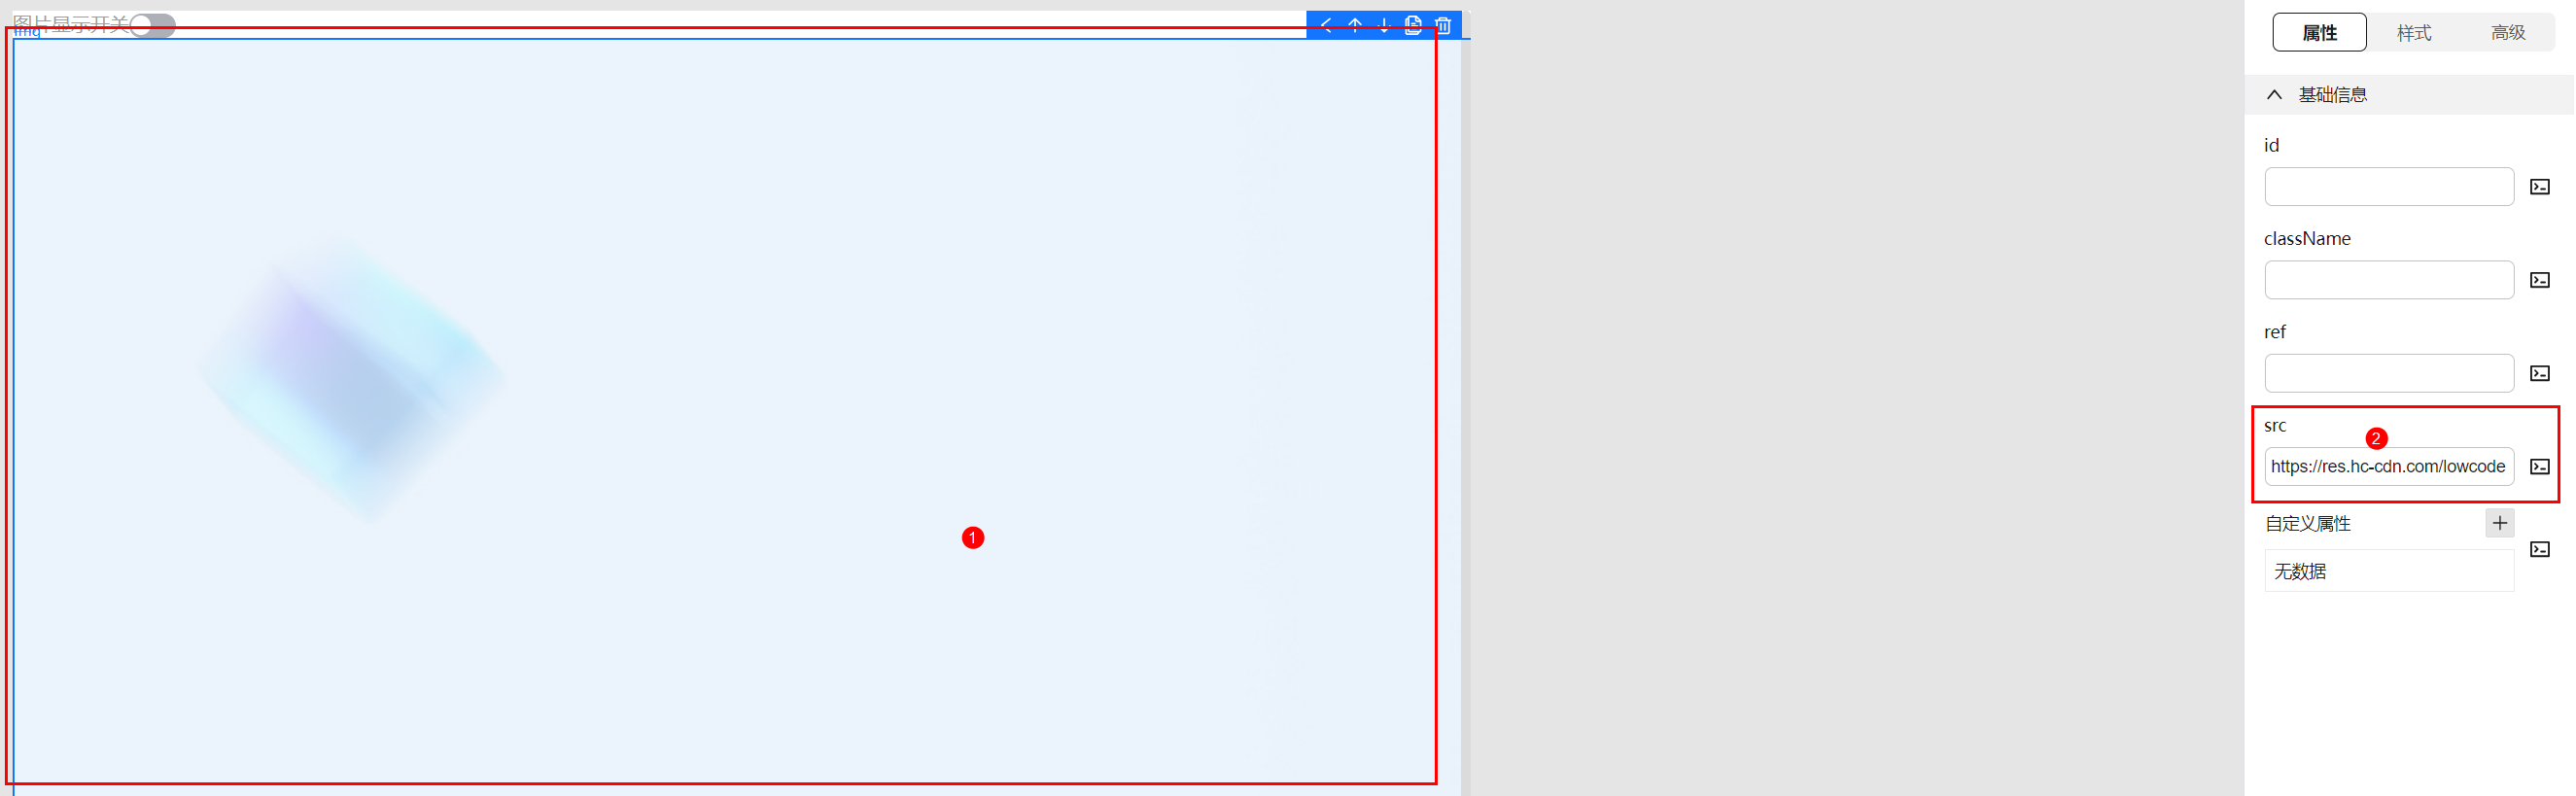 图片显示开关
img
1
属性 样式 高级
基础信息
id
className
ref
src
2
https://res.hc-cdn.com/lowcode
自定义属性
无数据